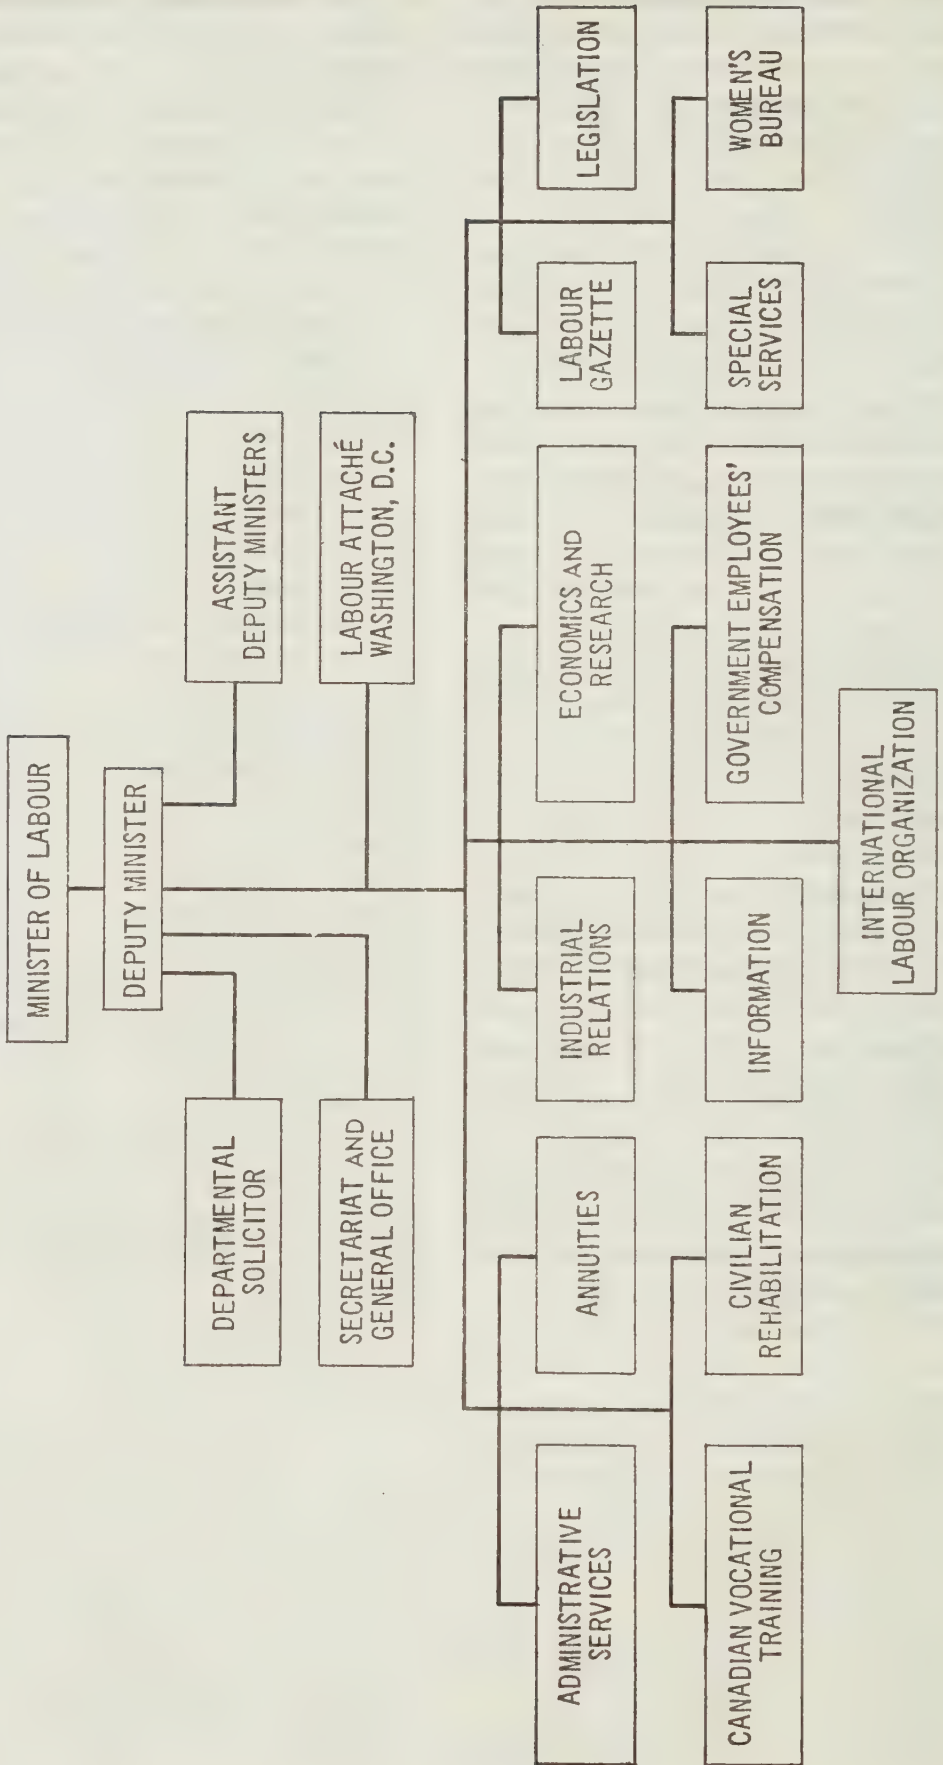 MINISTER OF LABOUR
DEPUTY MINISTER
DEPARTMENTAL
SOLICITOR
ASSISTANT
DEPUTY MINISTERS
SECRETARIAT AND
GENERAL OFFICE
LABOUR ATTACHÉ
WASHINGTON, D.C.
ADMINISTRATIVE
SERVICES
ANNUITIES
INDUSTRIAL
RELATIONS
ECONOMICS AND
RESEARCH
LABOUR
GAZETTE
LEGISLATION
CANADIAN VOCATIONAL
TRAINING
CIVILIAN
REHABILITATION
INFORMATION
GOVERNMENT EMPLOYEES'
COMPENSATION
SPECIAL
SERVICES
WOMEN'S
BUREAU
INTERNATIONAL
LABOUR ORGANIZATION